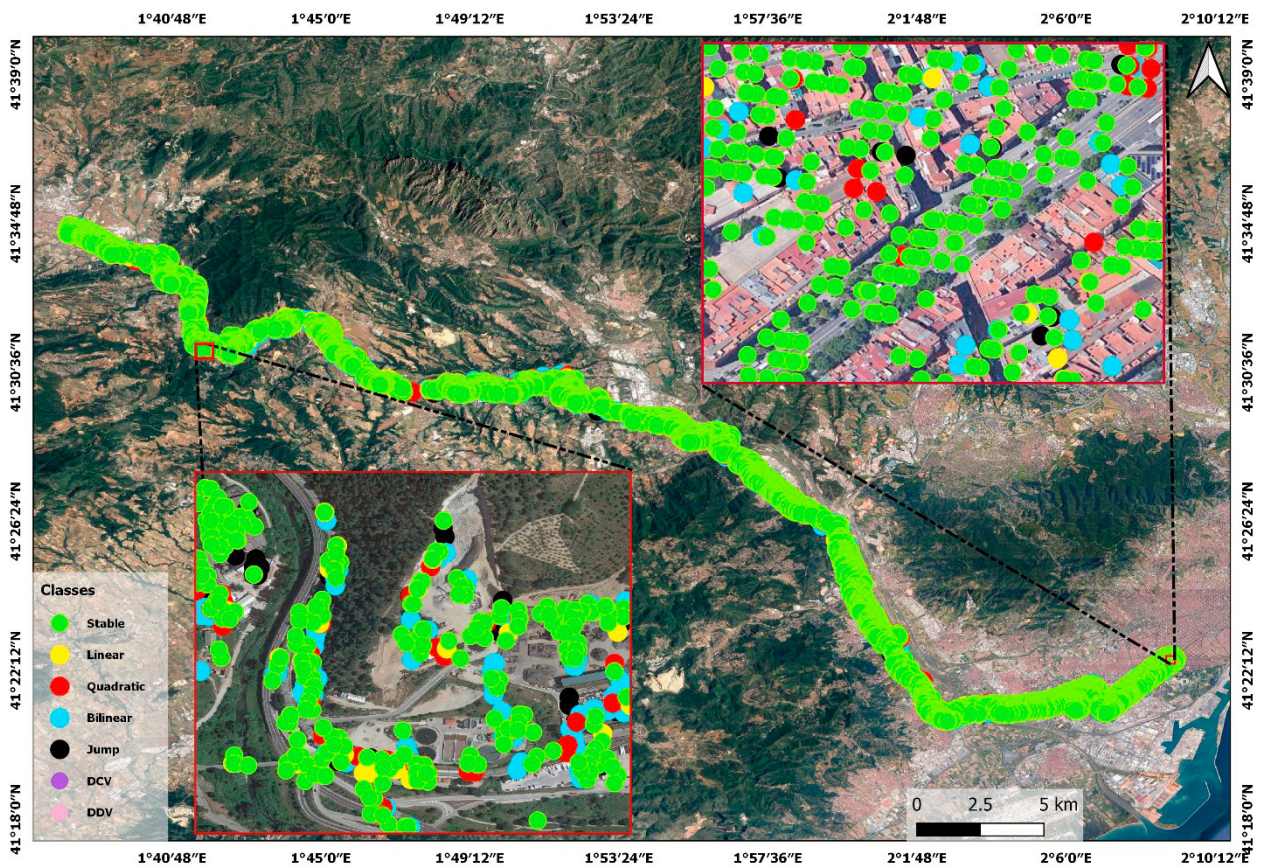 1°40′48″E 1°45′0″E 1°49′12″E 1°53′24″E 1°57′36″E 2°1′48″E 2°6′0″E 2°10′12″E
41°39′0″N
41°34′48″N
41°30′36″N
41°26′24″N
41°22′12″N
41°18′0″N
41°39′0″N
41°34′48″N
41°30′36″N
41°26′24″N
41°22′12″N
41°18′0″N
Classes
Stable
Linear
Quadratic
Bilinear
Jump
DCV
DDV
0 2.5 5 km
1°40′48″E 1°45′0″E 1°49′12″E 1°53′24″E 1°57′36″E 2°1′48″E 2°6′0″E 2°10′12″E